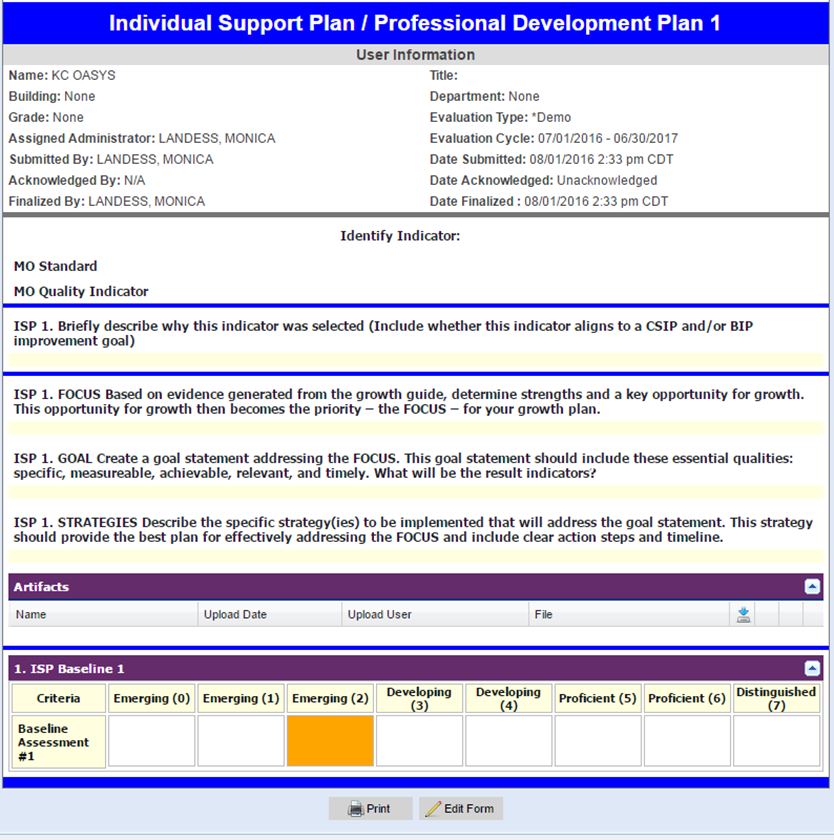 Individual Support Plan / Professional Development Plan 1
User Information
Name: KC OASYS
Title:
Building: None
Department: None
Grade: None
Evaluation Type: *Demo
Assigned Administrator: LANDESS, MONICA
Evaluation Cycle: 07/01/2016 - 06/30/2017
Submitted By: LANDESS, MONICA
Date Submitted: 08/01/2016 2:33 pm CDT
Acknowledged By: N/A
Date Acknowledged: Unacknowledged
Finalized By: LANDESS, MONICA
Date Finalized : 08/01/2016 2:33 pm CDT
Identify Indicator:
MO Standard
MO Quality Indicator
ISP 1. Briefly describe why this indicator was selected (Include whether this indicator aligns to a CSIP and/or BIP
improvement goal)
ISP 1. FOCUS Based on evidence generated from the growth guide, determine strengths and a key opportunity for growth.
This opportunity for growth then becomes the priority – the FOCUS – for your growth plan.
ISP 1. GOAL Create a goal statement addressing the FOCUS. This goal statement should include these essential qualities:
specific, measureable, achievable, relevant, and timely. What will be the result indicators?
ISP 1. STRATEGIES Describe the specific strategy(ies) to be implemented that will address the goal statement. This strategy
should provide the best plan for effectively addressing the FOCUS and include clear action steps and timeline.
Artifacts
Name Upload Date Upload User File
1. ISP Baseline 1
Criteria Emerging (0) Emerging (1) Emerging (2) Developing (3) Developing (4) Proficient (5) Proficient (6) Distinguished (7)
Baseline
Assessment
#1
Print Edit Form